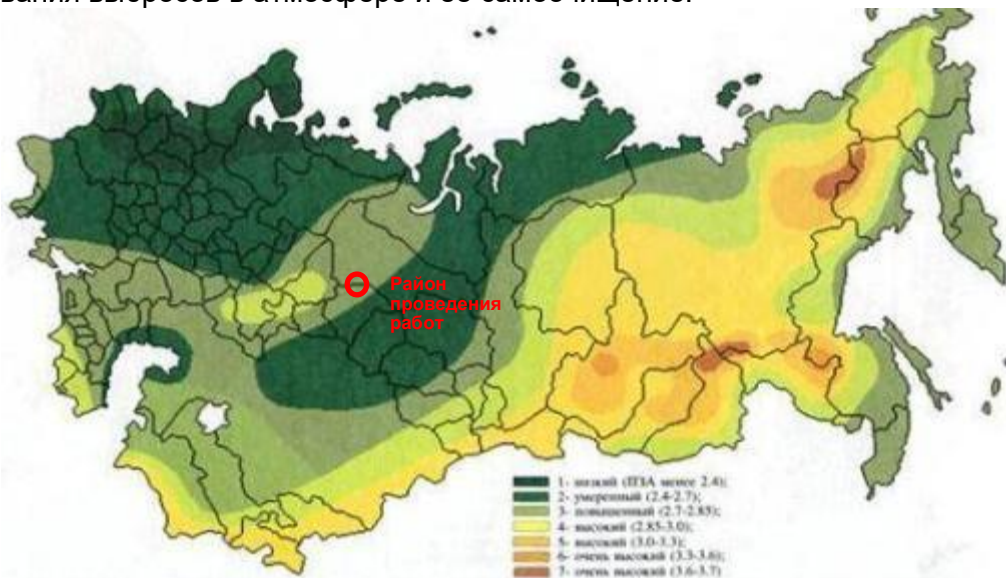 вания выбросов в атмосфере и ее самоочищение.
Район
проведения
работ
1- низкий (ПЗА менее 2.4);
2- умеренный (2.4-2.7);
3- повышенный (2.7-2.85);
4- высокий (2.85-3.0);
5- высокий (3.0-3.3);
6- очень высокий (3.3-3.6);
7- очень высокий (3.6-3.7)